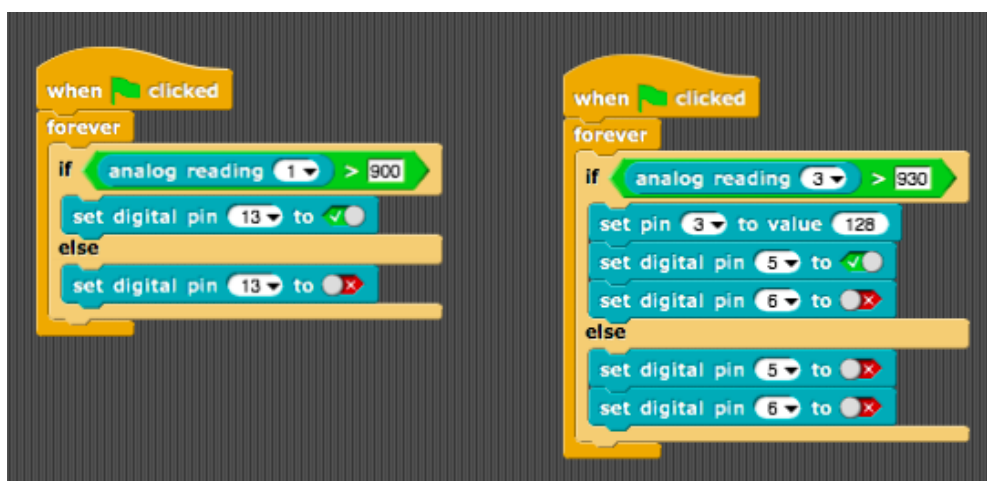 when clicked
forever
if analog reading 1 > 900
set digital pin 13 to
else
set digital pin 13 to
when clicked
forever
if analog reading 3 > 930
set pin 3 to value 128
set digital pin 5 to
set digital pin 6 to
else
set digital pin 5 to
set digital pin 6 to